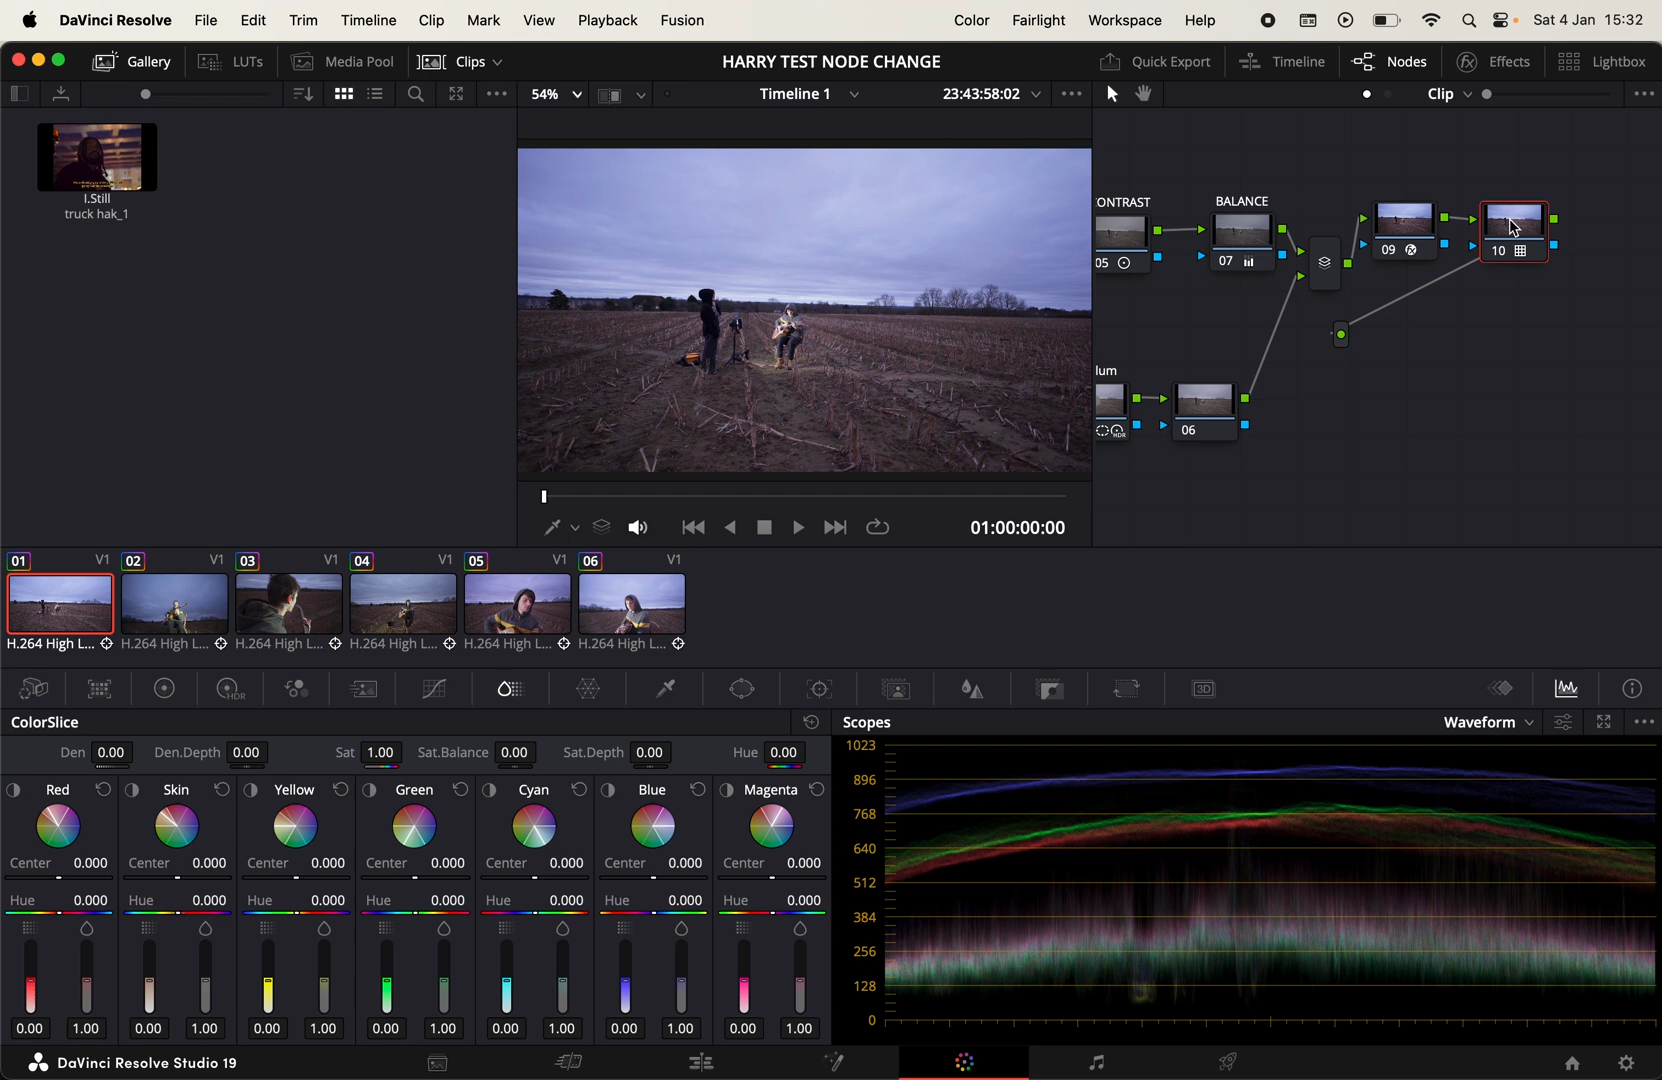 DaVinci Resolve File Edit Trim Timeline Clip Mark View Playback Fusion Color Fairlight Workspace Help Sat 4 Jan 15:32
Gallery LUTs Media Pool Clips HARRY TEST NODE CHANGE Quick Export Timeline Nodes Effects Lightbox
54% Timeline 1 23:43:58:02 Clip
I.Still
truck hak_1
ONTRAST BALANCE
05 07 09 10
lum
06
01:00:00:00
01 V1 02 V1 03 V1 04 V1 05 V1 06 V1
H.264 High L... H.264 High L... H.264 High L... H.264 High L... H.264 High L... H.264 High L...
HDR 3D
ColorSlice Scopes Waveform
Den 0.00 Den.Depth 0.00 Sat 1.00 Sat.Balance 0.00 Sat.Depth 0.00 Hue 0.00
Red Skin Yellow Green Cyan Blue Magenta
Center 0.000 Center 0.000 Center 0.000 Center 0.000 Center 0.000 Center 0.000 Center 0.000
Hue 0.000 Hue 0.000 Hue 0.000 Hue 0.000 Hue 0.000 Hue 0.000 Hue 0.000
0.00 1.00 0.00 1.00 0.00 1.00 0.00 1.00 0.00 1.00 0.00 1.00 0.00 1.00
1023
896
768
640
512
384
256
128
0
DaVinci Resolve Studio 19